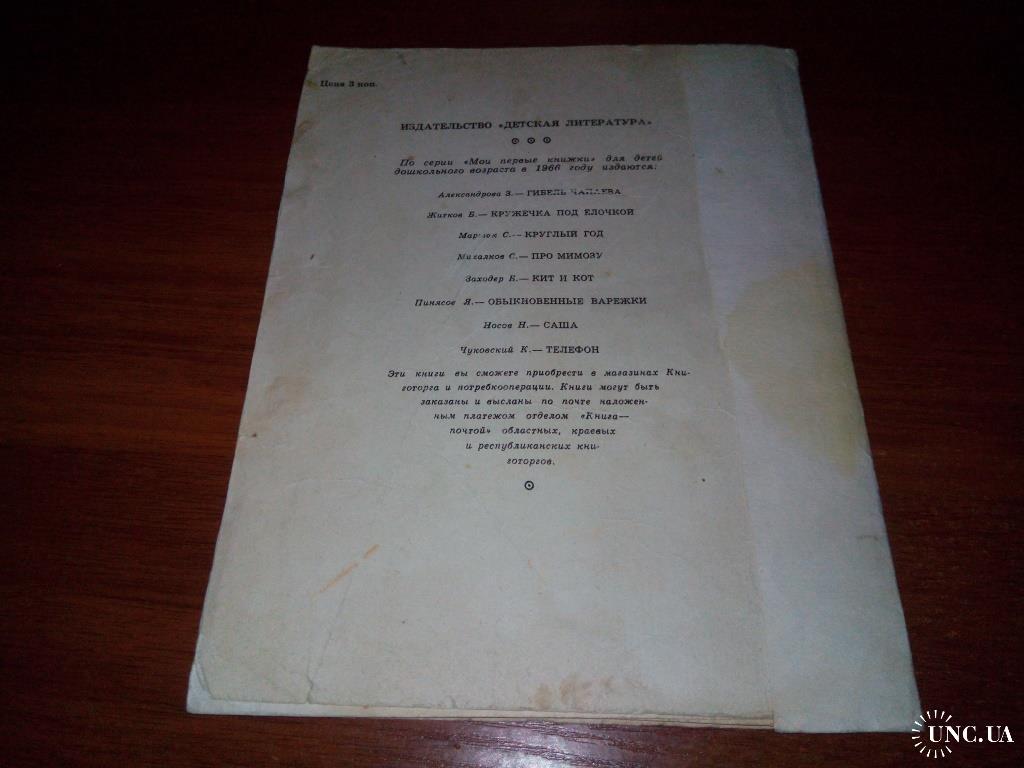 Цена 3 коп.
ИЗДАТЕЛЬСТВО «ДЕТСКАЯ ЛИТЕРАТУРА»
По серии «Мои первые книжки» для детей
дошкольного возраста в 1966 году издаются:
Александрова З.— ГИБЕЛЬ ЧАПАЕВА
Житков Б.— КРУЖЕЧКА ПОД ЕЛОЧКОЙ
Маршак С.— КРУГЛЫЙ ГОД
Михалков С.— ПРО МИМОЗУ
Заходер Б.— КИТ И КОТ
Пинясов Я.— ОБЫКНОВЕННЫЕ ВАРЕЖКИ
Носов Н.— САША
Чуковский К.— ТЕЛЕФОН
Эти книги вы сможете приобрести в магазинах Кни-
готорга и потребкооперации. Книги могут быть
заказаны и высланы по почте наложен-
ным платежом отделом «Книга—
почтой» областных, краевых
и республиканских кни-
готоргов.
UNC.UA